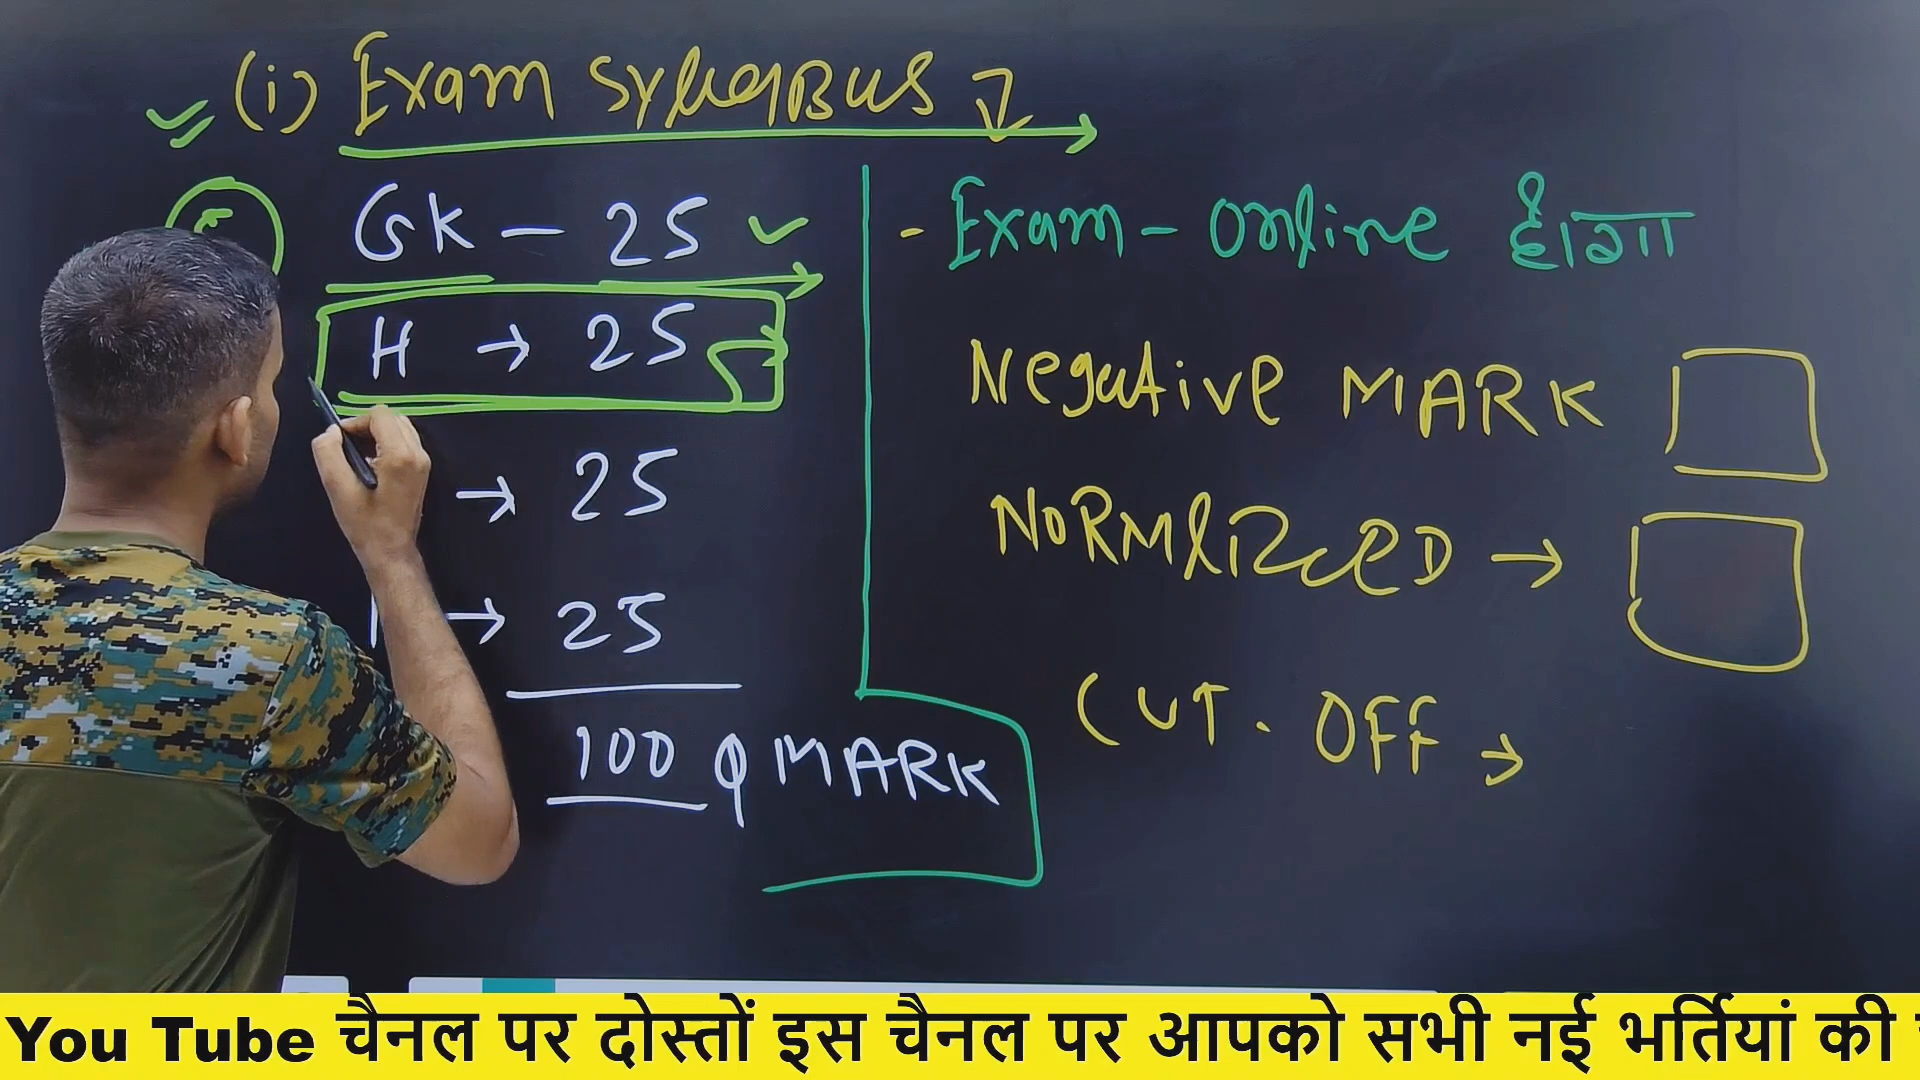 (i) Exam SyllaBUS
GK – 25
H → 25
→ 25
→ 25
100 Q MARK
- Exam - online होगा
Negative MARK
NORMlIZeD →
CUT. OFF →
You Tube चैनल पर दोस्तों इस चैनल पर आपको सभी नई भर्तियां की